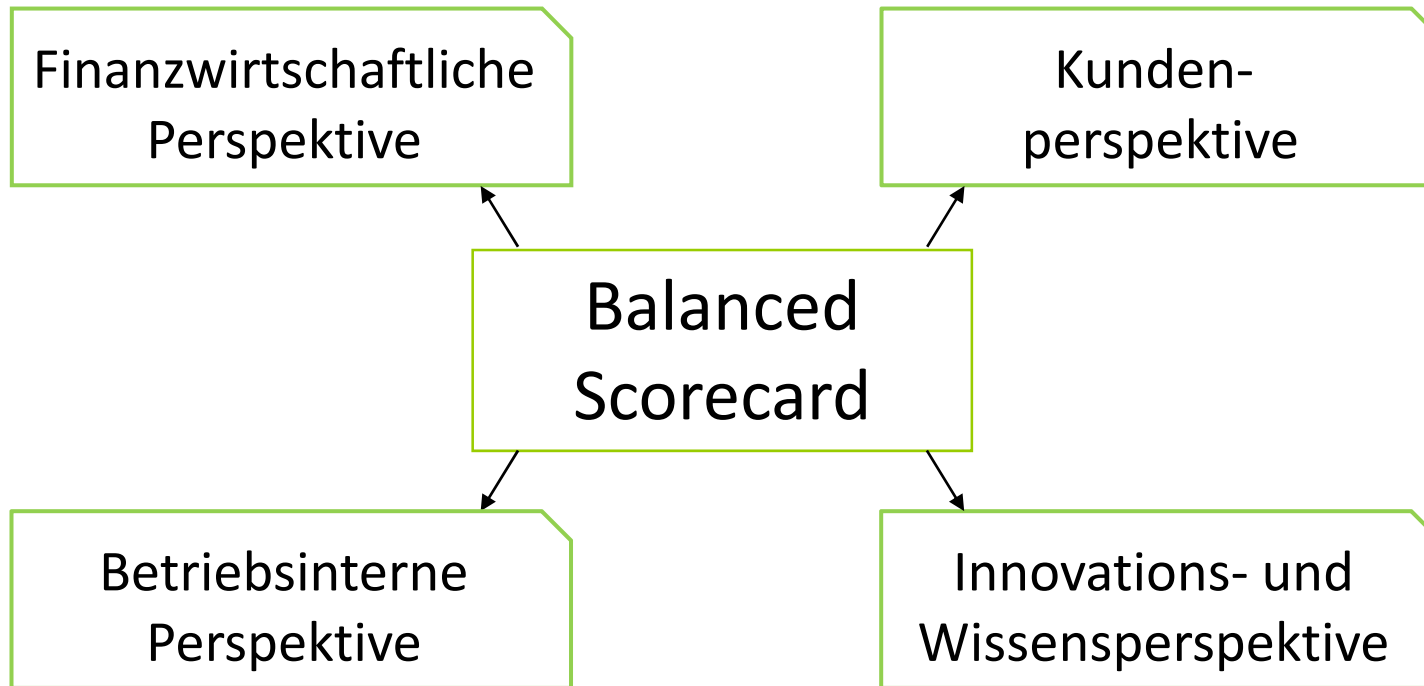 Finanzwirtschaftliche
Perspektive
Kunden-
perspektive
Balanced
Scorecard
Betriebsinterne
Perspektive
Innovations- und
Wissensperspektive